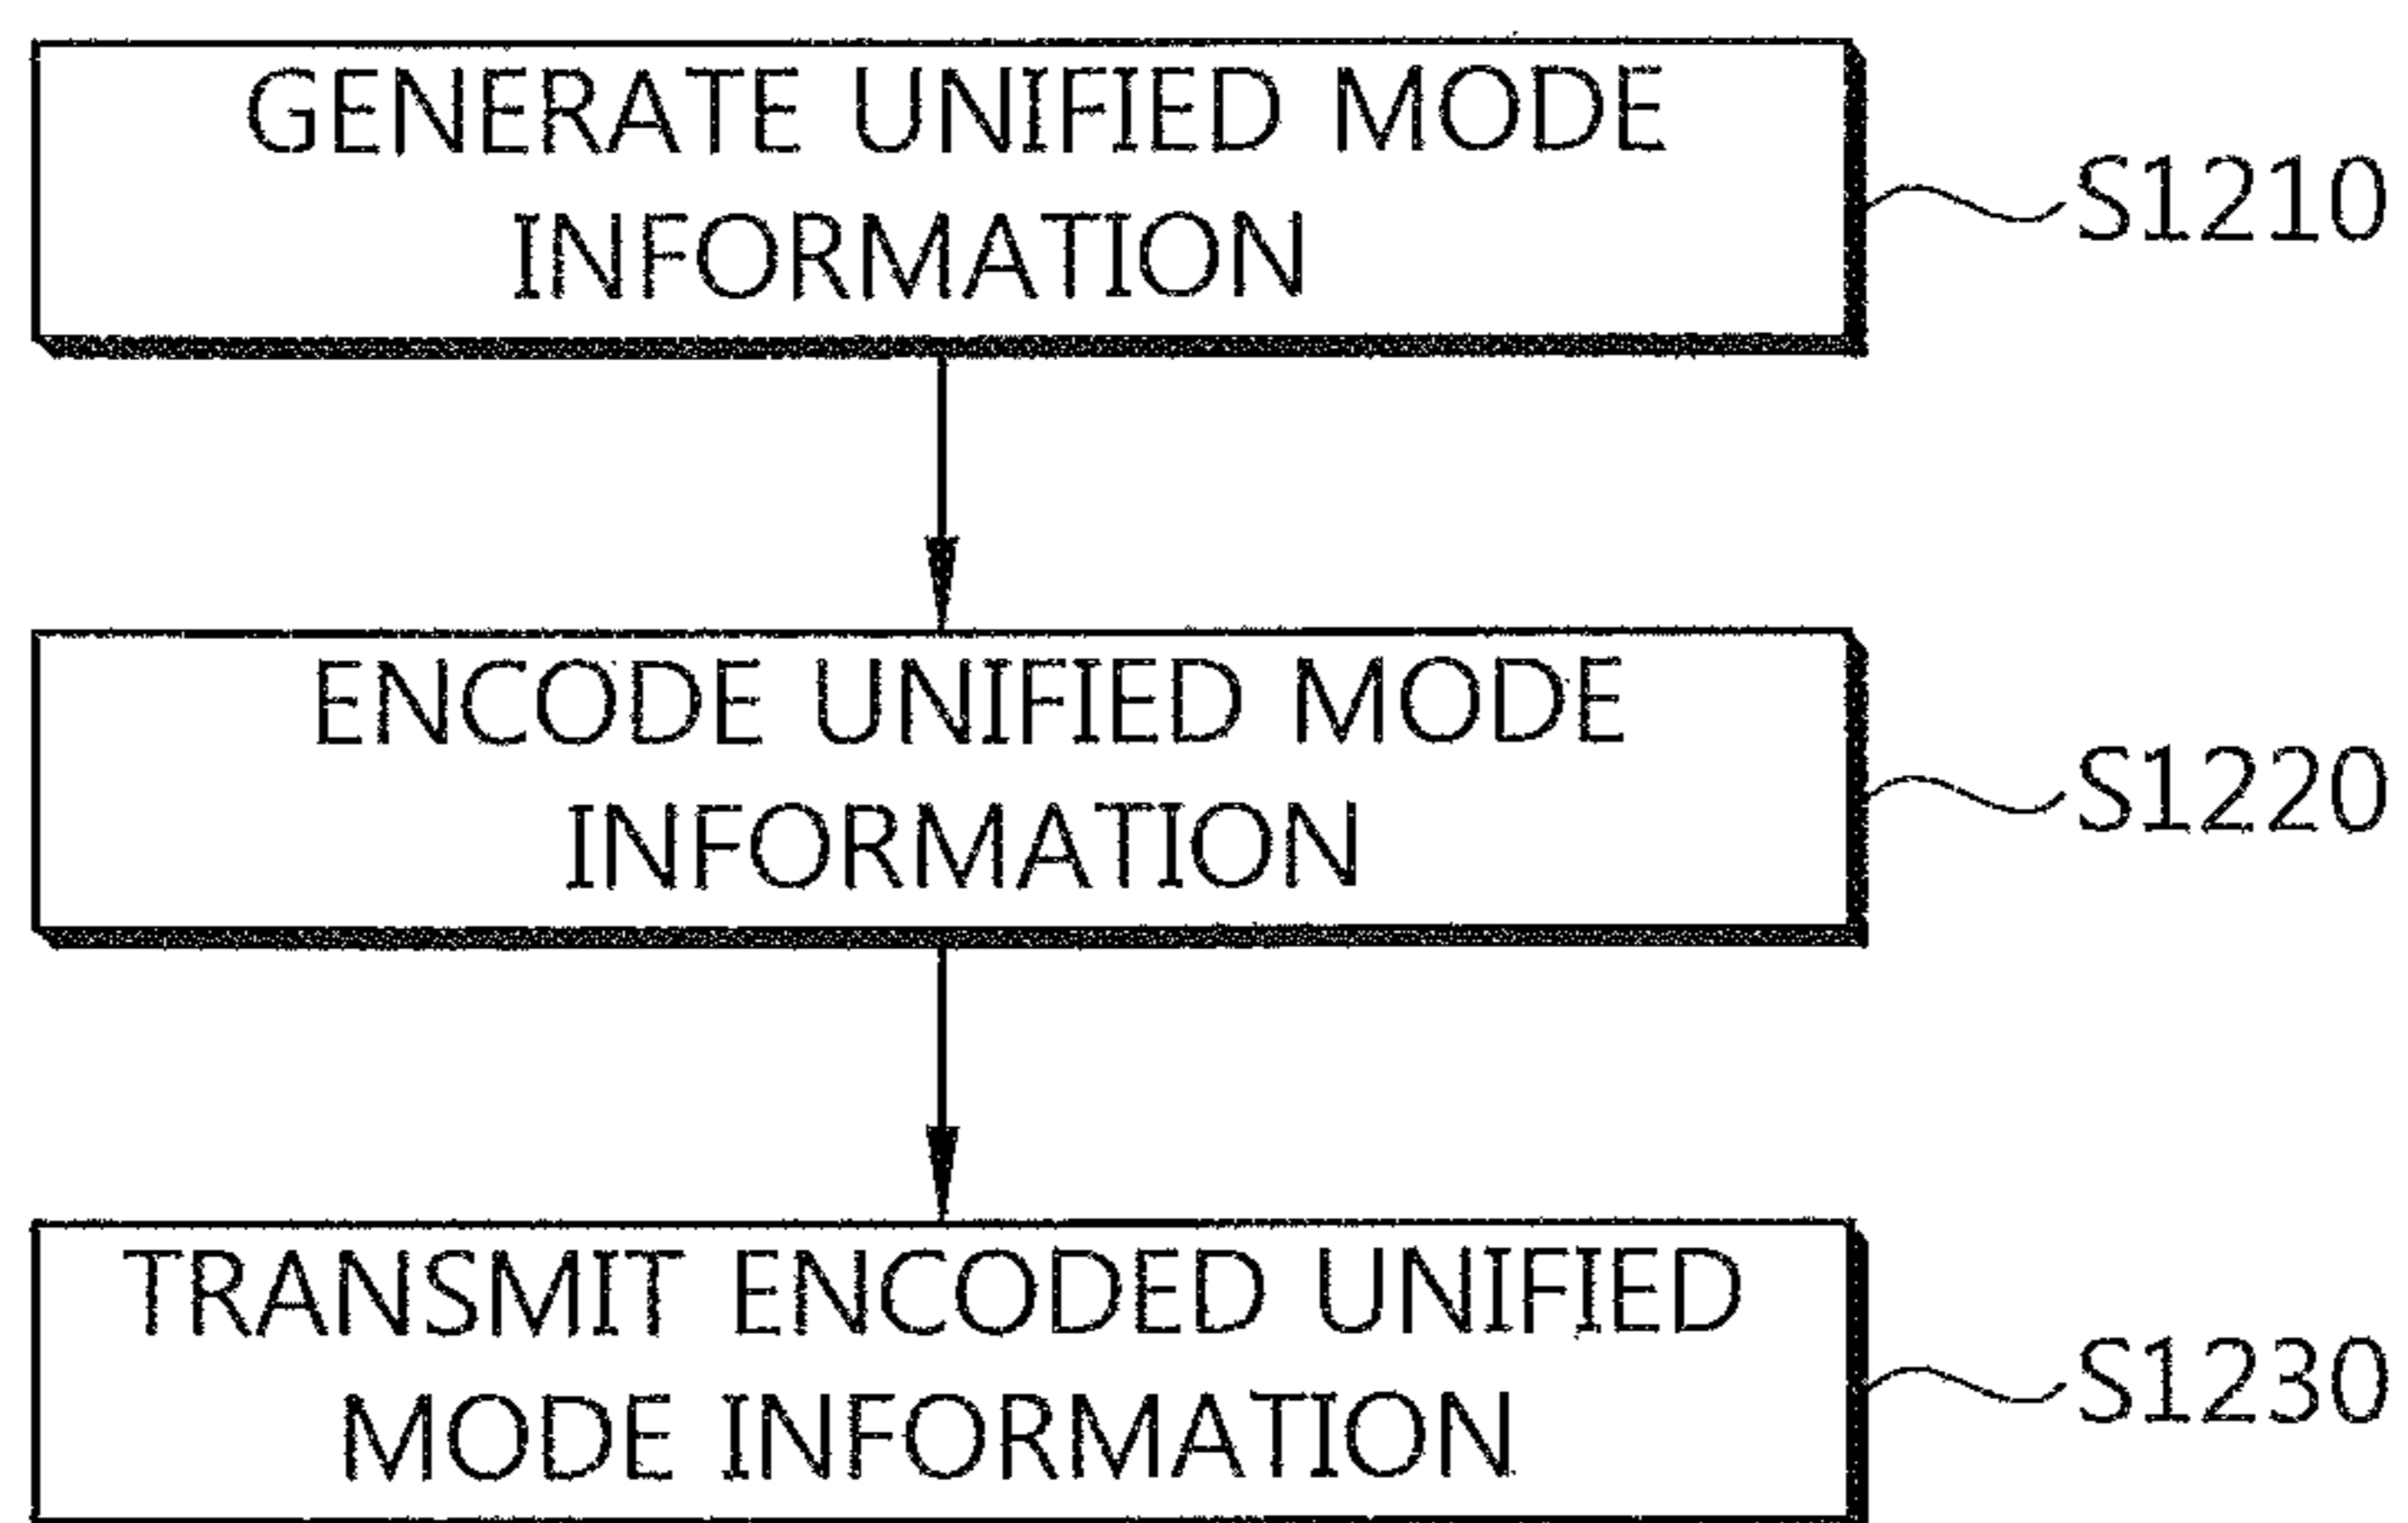 GENERATE UNIFIED MODE
INFORMATION
S1210
ENCODE UNIFIED MODE
INFORMATION
S1220
TRANSMIT ENCODED UNIFIED
MODE INFORMATION
S1230